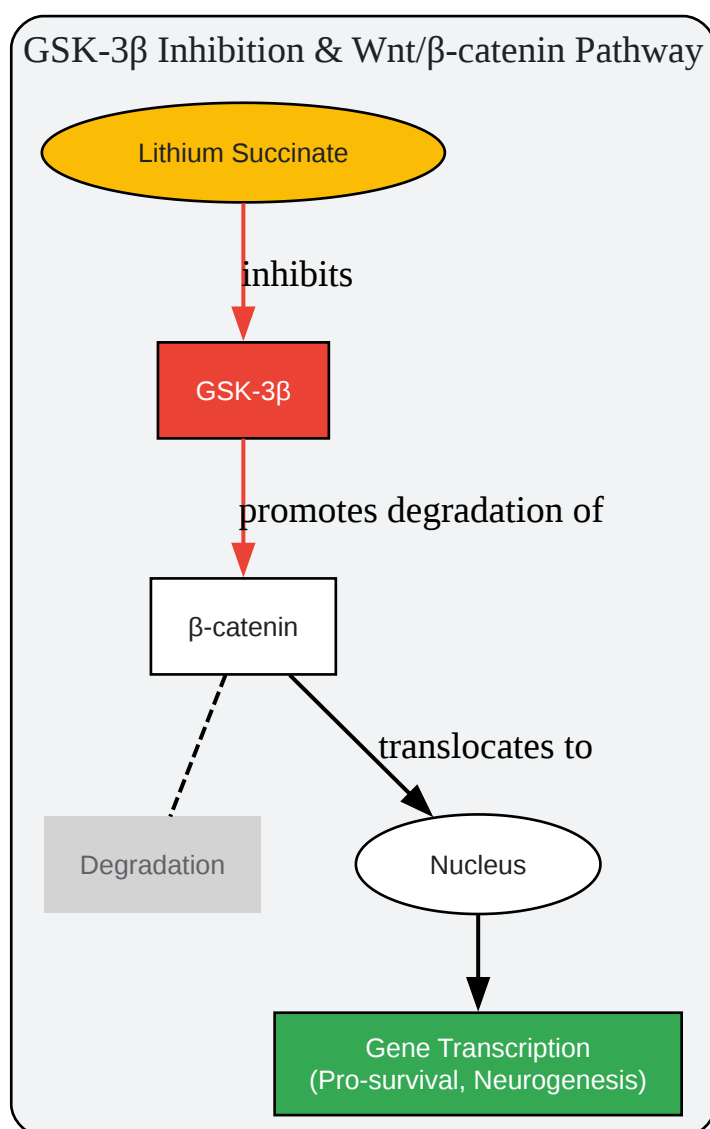 GSK-3β Inhibition & Wnt/β-catenin Pathway
Lithium Succinate
inhibits
GSK-3β
promotes degradation of
β-catenin
translocates to
Degradation
Nucleus
Gene Transcription
(Pro-survival, Neurogenesis)